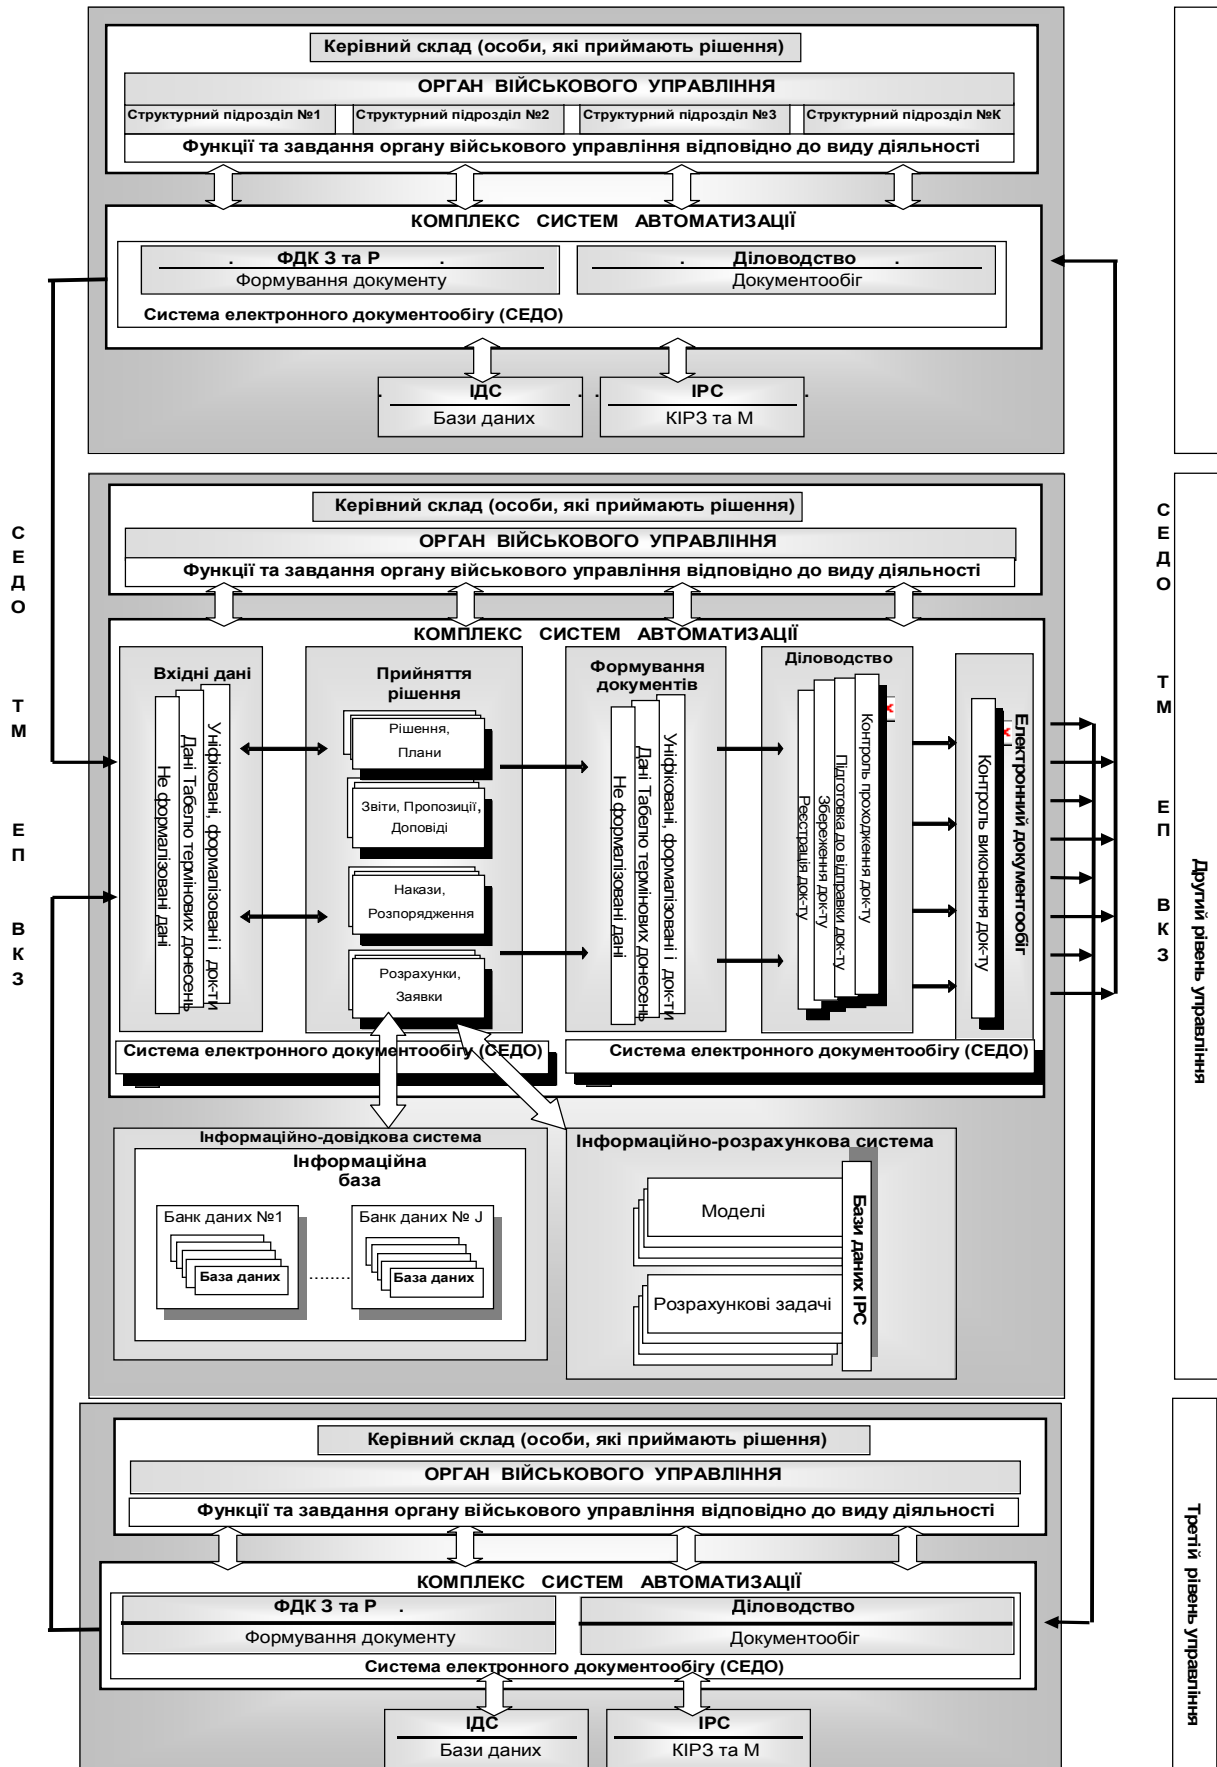 Керівний склад (особи, які приймають рішення)
ОРГАН ВІЙСЬКОВОГО УПРАВЛІННЯ
Структурний підрозділ №1
Структурний підрозділ №2
Структурний підрозділ №3
Структурний підрозділ №К
Функції та завдання органу військового управління відповідно до виду діяльності
КОМПЛЕКС СИСТЕМ АВТОМАТИЗАЦІЇ
. ФДК З та Р .
Формування документу
. Діловодство .
Документообіг
Система електронного документообігу (СЕДО)
. ІДС .
Бази даних
. ІРС .
КІРЗ та М
СЕДО ТМ ЕП ВКЗ
Керівний склад (особи, які приймають рішення)
ОРГАН ВІЙСЬКОВОГО УПРАВЛІННЯ
Функції та завдання органу військового управління відповідно до виду діяльності
КОМПЛЕКС СИСТЕМ АВТОМАТИЗАЦІЇ
Вхідні дані
Уніфіковані, формалізовані і док-ти
Дані Табелю термінових донесень
Не формалізовані дані
Прийняття
рішення
Рішення,
Плани
Звіти, Пропозиції,
Доповіді
Накази,
Розпорядження
Розрахунки,
Заявки
Формування
документів
Уніфіковані, формалізовані і док-ти
Дані Табелю термінових донесень
Не формалізовані дані
Діловодство
Контроль проходження док-ту
Підготовка до відправки док-ту
Збереження док-ту
Реєстрація док-ту
Електронний документообіг
Контроль виконання док-ту
Система електронного документообігу (СЕДО)
Система електронного документообігу (СЕДО)
Інформаційно-довідкова система
Інформаційна
база
Банк даних №1
База даних
Банк даних № J
База даних
Інформаційно-розрахункова система
Моделі
Розрахункові задачі
Бази даних ІРС
СЕДО ТМ ЕП ВКЗ
Другий рівень управління
Керівний склад (особи, які приймають рішення)
ОРГАН ВІЙСЬКОВОГО УПРАВЛІННЯ
Функції та завдання органу військового управління відповідно до виду діяльності
КОМПЛЕКС СИСТЕМ АВТОМАТИЗАЦІЇ
ФДК З та Р .
Формування документу
Діловодство
Документообіг
Система електронного документообігу (СЕДО)
ІДС
Бази даних
ІРС
КІРЗ та М
Третій рівень управління